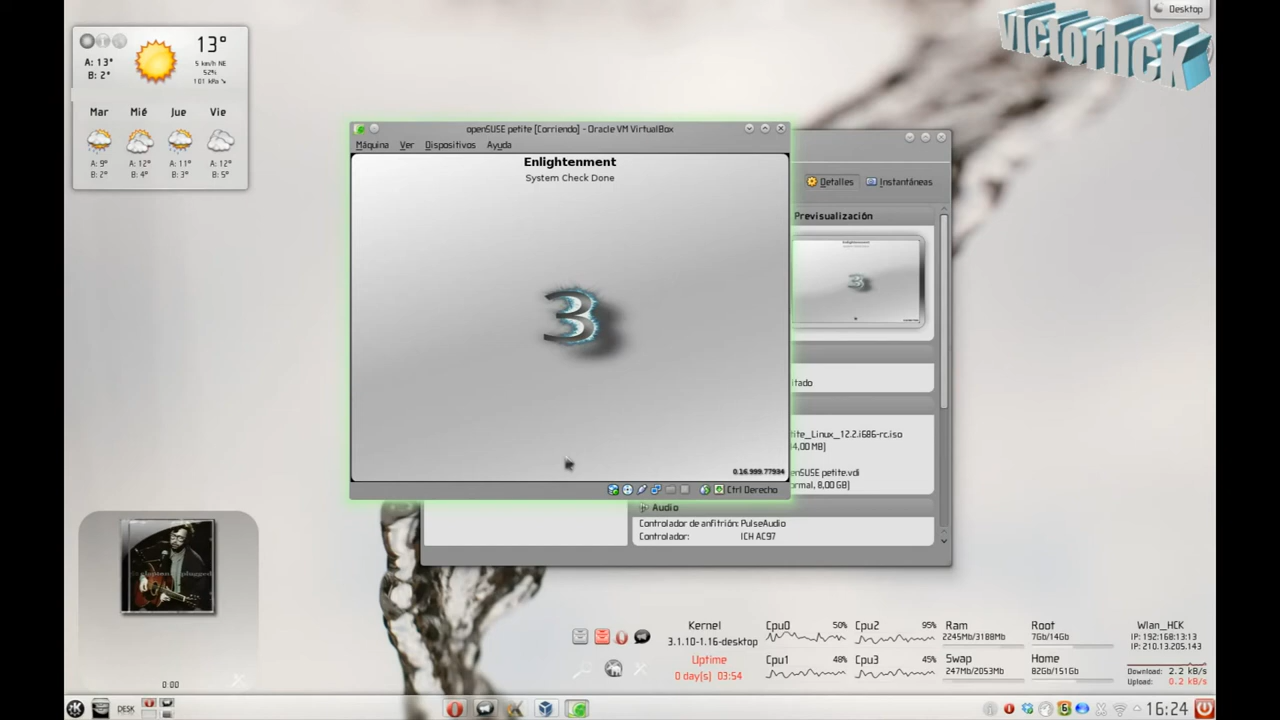 Desktop
victorhck
13°
A: 13°
B: 2°
5 km/h NE
52%
101 kPa
Mar Mié Jue Vie
A: 9° A: 12° A: 11° A: 12°
B: 2° B: 4° B: 3° B: 5°
openSUSE petite [Corriendo] - Oracle VM VirtualBox
Máquina Ver Dispositivos Ayuda
Enlightenment
System Check Done
3
0.16.999.77934
Ctrl Derecho
Detalles Instantáneas
Previsualización
itado
tite_Linux_12.2.i686-rc.iso
4,00 MB]
enSUSE petite.vdi
ormal, 8,00 GB]
Audio
Controlador de anfitrión: PulseAudio
Controlador: ICH AC97
0:00
Kernel
3.1.10-1.16-desktop
Uptime
0 day(s) 03:54
Cpu0 50%
Cpu1 48%
Cpu2 95%
Cpu3 45%
Ram
2245Mb/3188Mb
Swap
247Mb/2053Mb
Root
7Gb/14Gb
Home
82Gb/151Gb
Wlan_HCK
IP: 192.168.13.13
IP: 210.13.205.143
Download: 2.2 kB/s
Upload: 0.2 kB/s
DESK
16:24